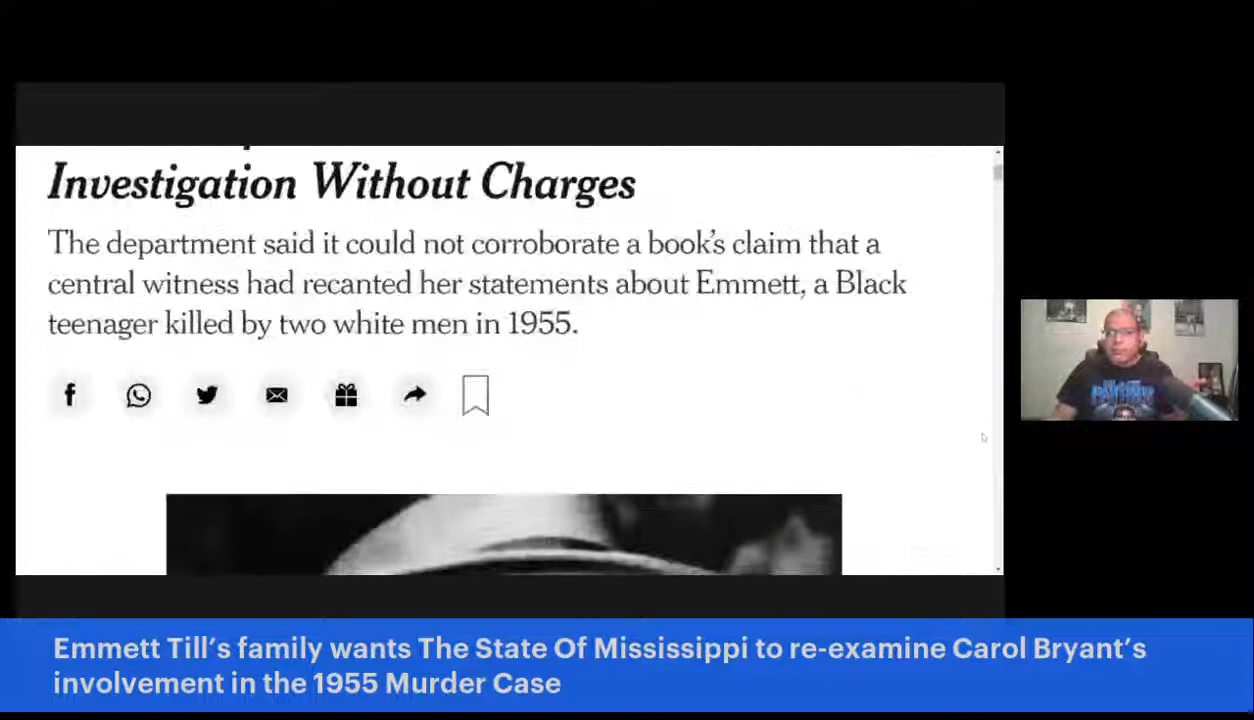 Investigation Without Charges
The department said it could not corroborate a book's claim that a
central witness had recanted her statements about Emmett, a Black
teenager killed by two white men in 1955.
Emmett Till's family wants The State Of Mississippi to re-examine Carol Bryant's
involvement in the 1955 Murder Case